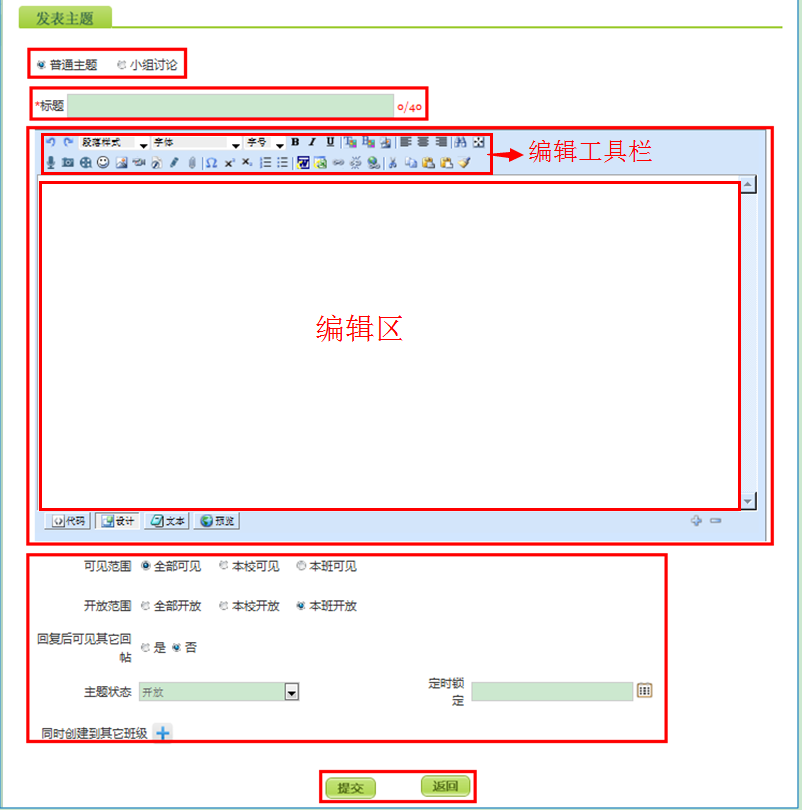 发表主题
普通主题 小组讨论
*标题 0/40
段落样式 字体 字号 B I U
编辑工具栏
编辑区
代码 设计 文本 预览
可见范围 全部可见 本校可见 本班可见
开放范围 全部开放 本校开放 本班开放
回复后可见其它回
帖 是 否
主题状态 开放 定时锁
定
同时创建到其它班级
提交 返回